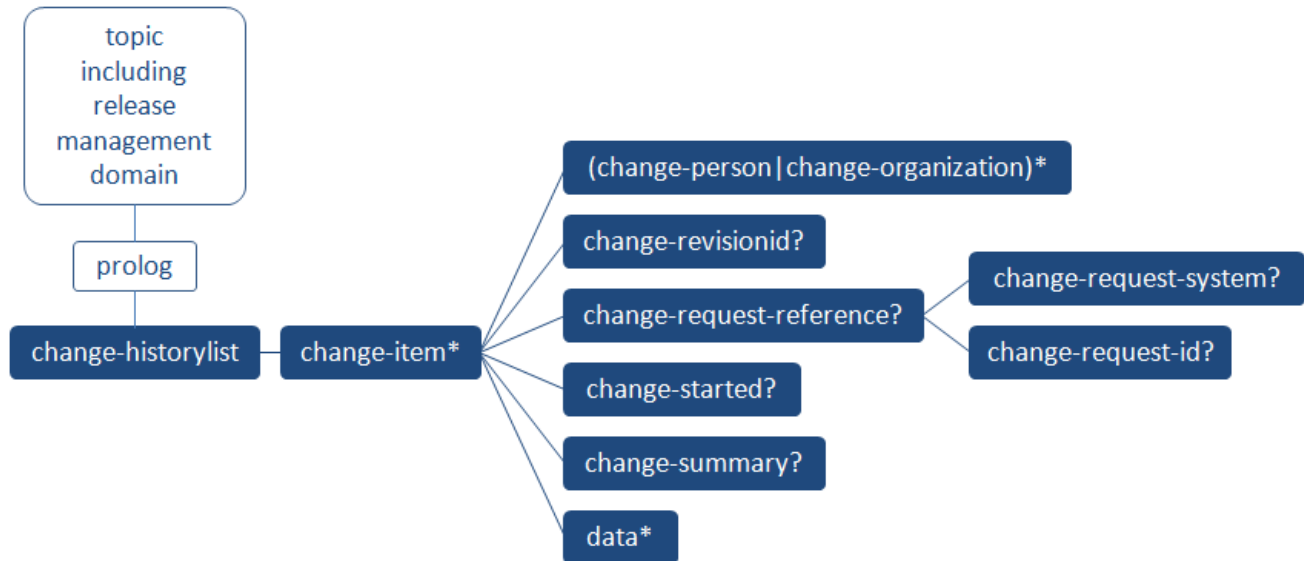 topic
including
release
management
domain
prolog
change-historylist
change-item*
(change-person|change-organization)*
change-revisionid?
change-request-reference?
change-request-system?
change-request-id?
change-started?
change-summary?
data*